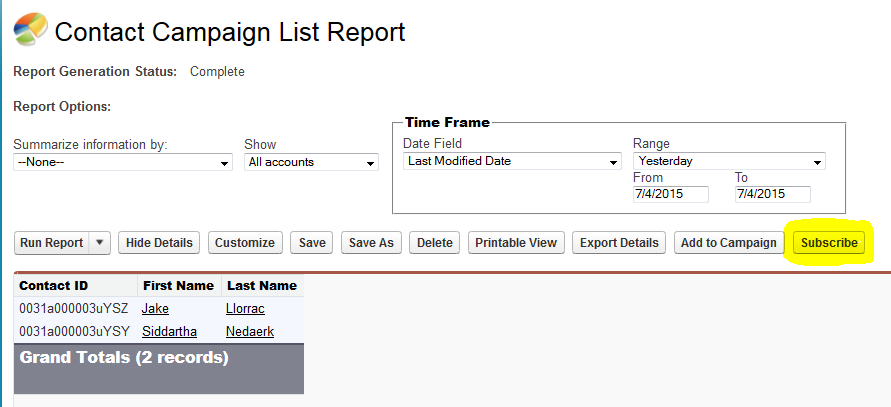 Contact Campaign List Report
Report Generation Status: Complete
Report Options:
Time Frame
Summarize information by: Show Date Field Range
--None-- All accounts Last Modified Date Yesterday
From To
7/4/2015 7/4/2015
Run Report Hide Details Customize Save Save As Delete Printable View Export Details Add to Campaign Subscribe
Contact ID First Name Last Name
0031a000003uYSZ Jake Llorrac
0031a000003uYSY Siddartha Nedaerk
Grand Totals (2 records)